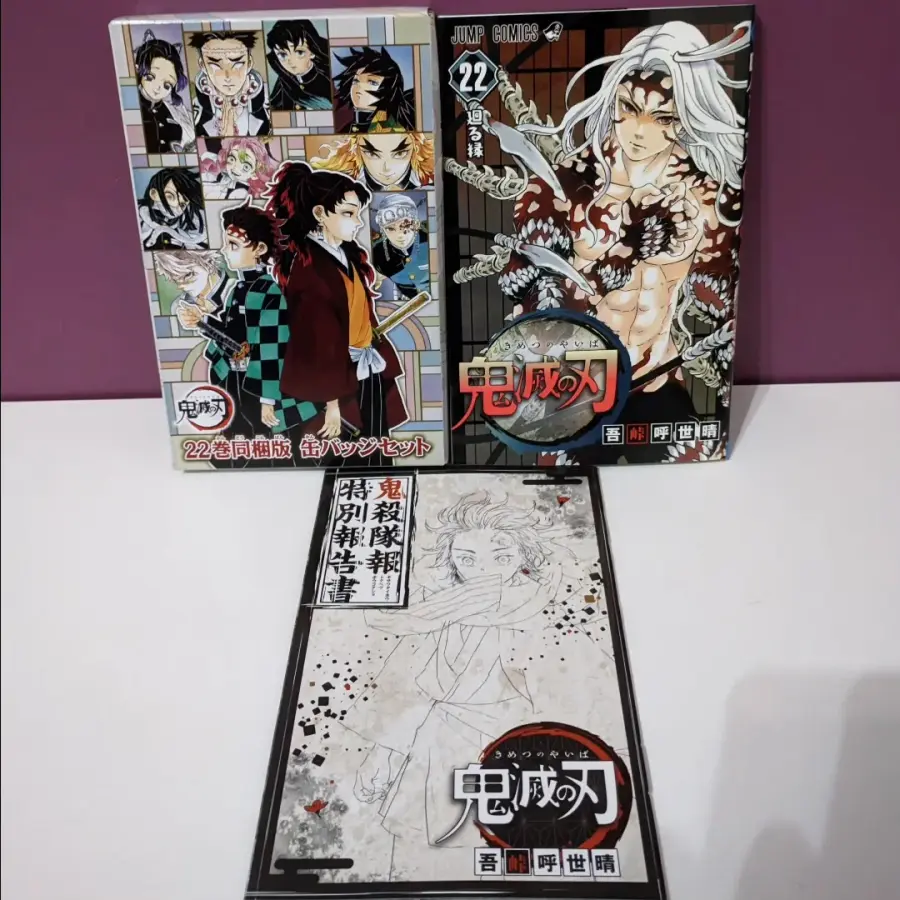 鬼滅の刃
22巻同梱版 缶バッジセット
JUMP COMICS
22
廻る縁
きめつのやいば
鬼滅の刃
吾峠呼世晴
鬼殺隊報
特別報告書
きめつのやいば
鬼滅の刃
吾峠呼世晴